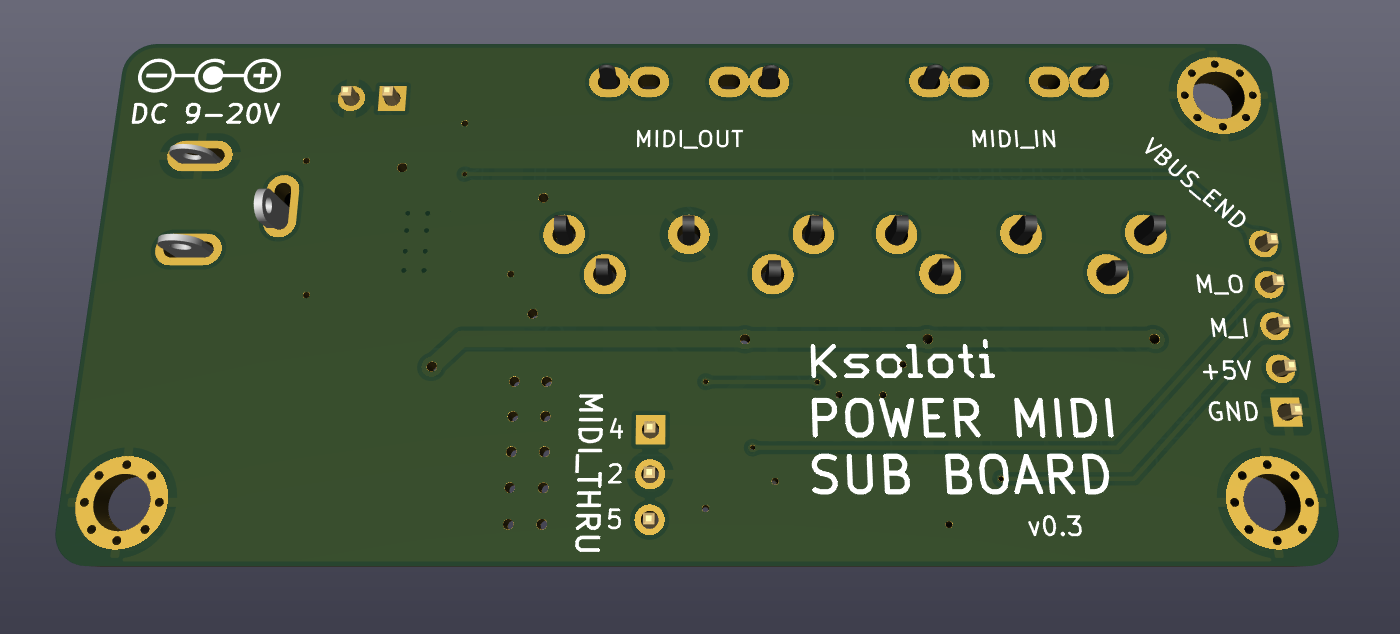 DC 9-20V
MIDI_OUT
MIDI_IN
VBUS_END
M_O
M_I
+5V
GND
Ksoloti
POWER MIDI
SUB BOARD
v0.3
MIDI_THRU
4
2
5